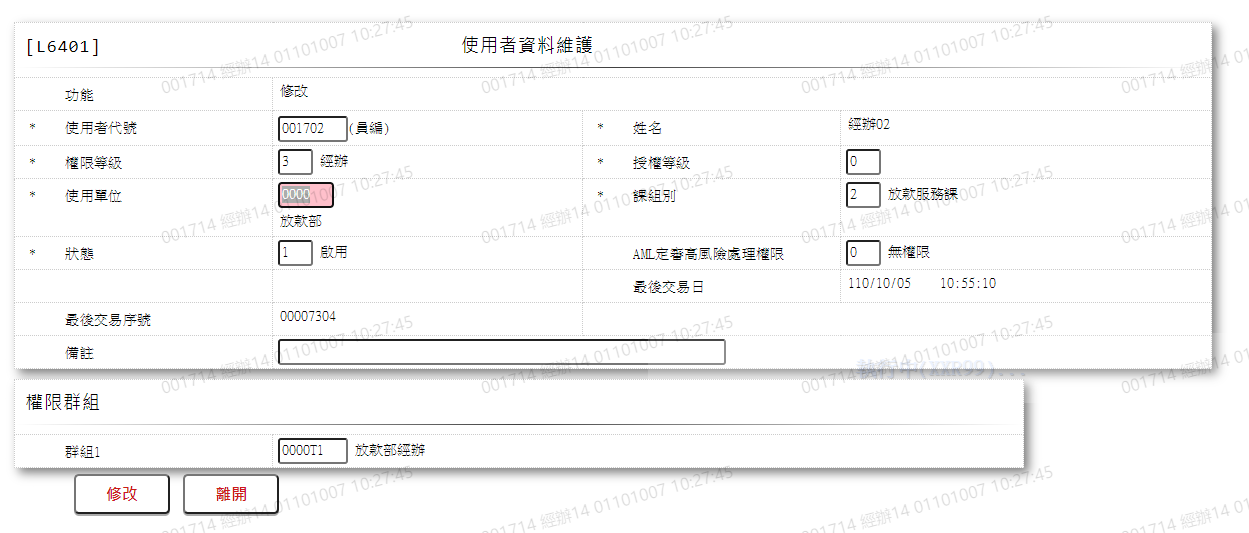 [L6401] 使用者資料維護
功能 修改
* 使用者代號 001702 (員編) * 姓名 經辦02
* 權限等級 3 經辦 * 授權等級 0
* 使用單位 0000 * 課組別 2 放款服務課
放款部
* 狀態 1 啟用 AML定審高風險處理權限 0 無權限
最後交易日 110/10/05 10:55:10
最後交易序號 00007304
備註
執行中(XXR99)...
權限群組
群組1 0000T1 放款部經辦
修改 離開
001714 經辦14 01101007 10:27:45